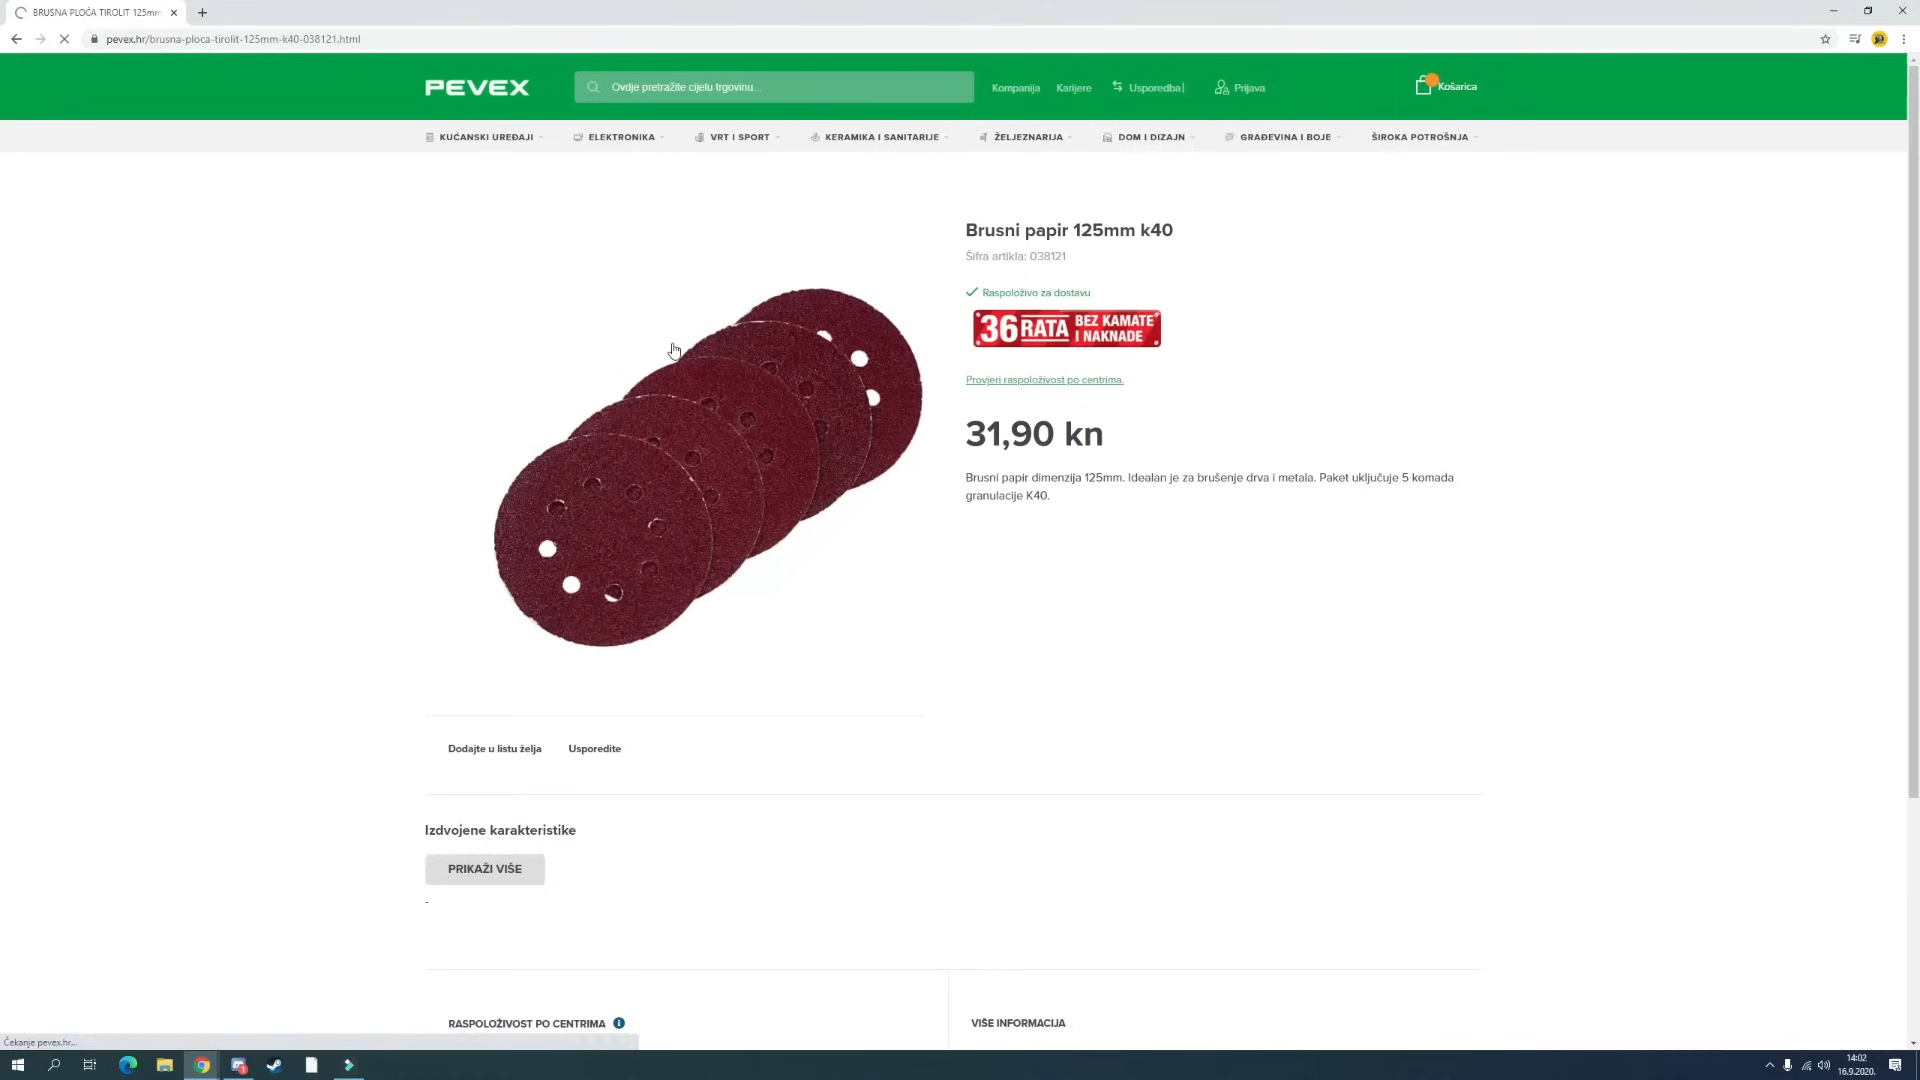 BRUSNA PLOČA TIROLIT 125mm
pevex.hr/brusna-ploca-tirolit-125mm-k40-038121.html
PEVEX
Ovdje pretražite cijelu trgovinu...
Kompanija
Karijere
Usporedba|
Prijava
Košarica
KUĆANSKI UREĐAJI
ELEKTRONIKA
VRT I SPORT
KERAMIKA I SANITARIJE
ŽELJEZNARIJA
DOM I DIZAJN
GRAĐEVINA I BOJE
ŠIROKA POTROŠNJA
Brusni papir 125mm k40
Šifra artikla: 038121
Raspoloživo za dostavu
36 RATA BEZ KAMATE I NAKNADE
Provjeri raspoloživost po centrima.
31,90 kn
Brusni papir dimenzija 125mm. Idealan je za brušenje drva i metala. Paket uključuje 5 komada
granulacije K40.
Dodajte u listu želja
Usporedite
Izdvojene karakteristike
PRIKAŽI VIŠE
-
RASPOLOŽIVOST PO CENTRIMA
VIŠE INFORMACIJA
Čekanje pevex.hr...
14:02
16.9.2020.